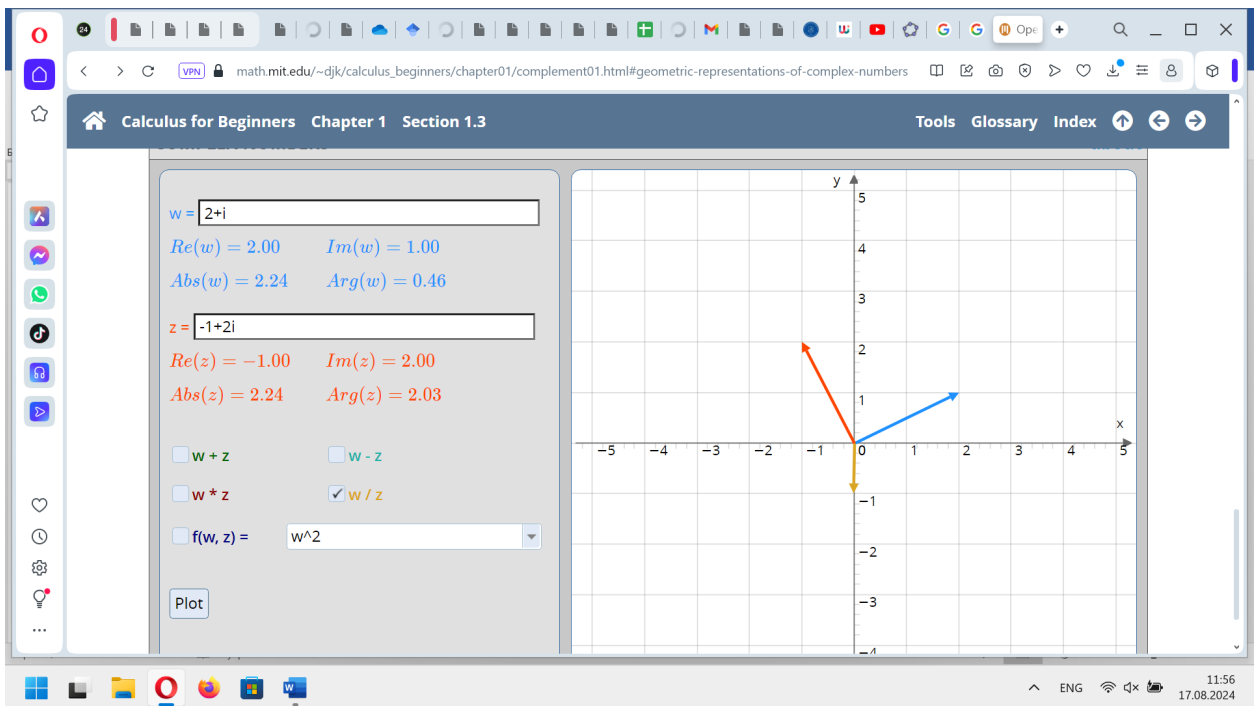 24
Ope
VPN math.mit.edu/~djk/calculus_beginners/chapter01/complement01.html#geometric-representations-of-complex-numbers
Calculus for Beginners Chapter 1 Section 1.3 Tools Glossary Index
w = 2+i
Re(w) = 2.00 Im(w) = 1.00
Abs(w) = 2.24 Arg(w) = 0.46
z = -1+2i
Re(z) = −1.00 Im(z) = 2.00
Abs(z) = 2.24 Arg(z) = 2.03
w + z w - z
w * z w / z
f(w, z) = w^2
Plot
y
5
4
3
2
1
x
−5 −4 −3 −2 −1 0 1 2 3 4 5
−1
−2
−3
−4
ENG 11:56
17.08.2024